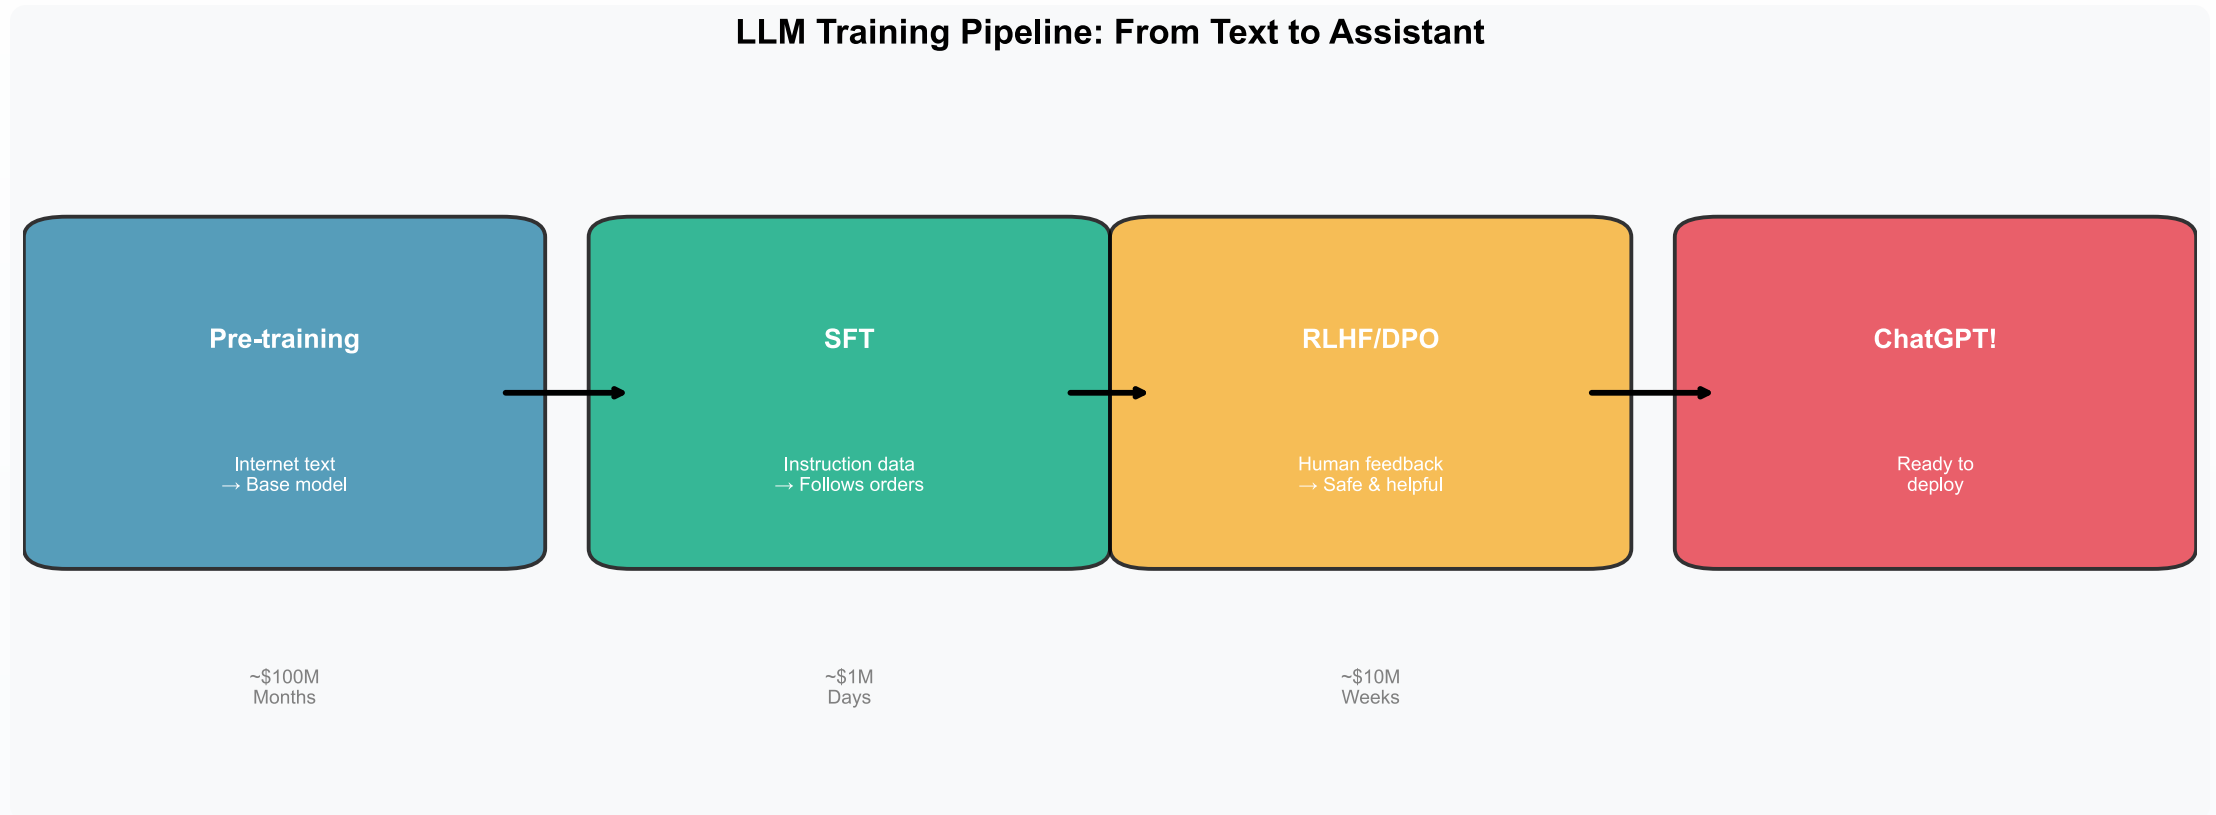 LLM Training Pipeline: From Text to Assistant
Pre-training
Internet text
→ Base model
~$100M
Months
SFT
Instruction data
→ Follows orders
~$1M
Days
RLHF/DPO
Human feedback
→ Safe & helpful
~$10M
Weeks
ChatGPT!
Ready to
deploy